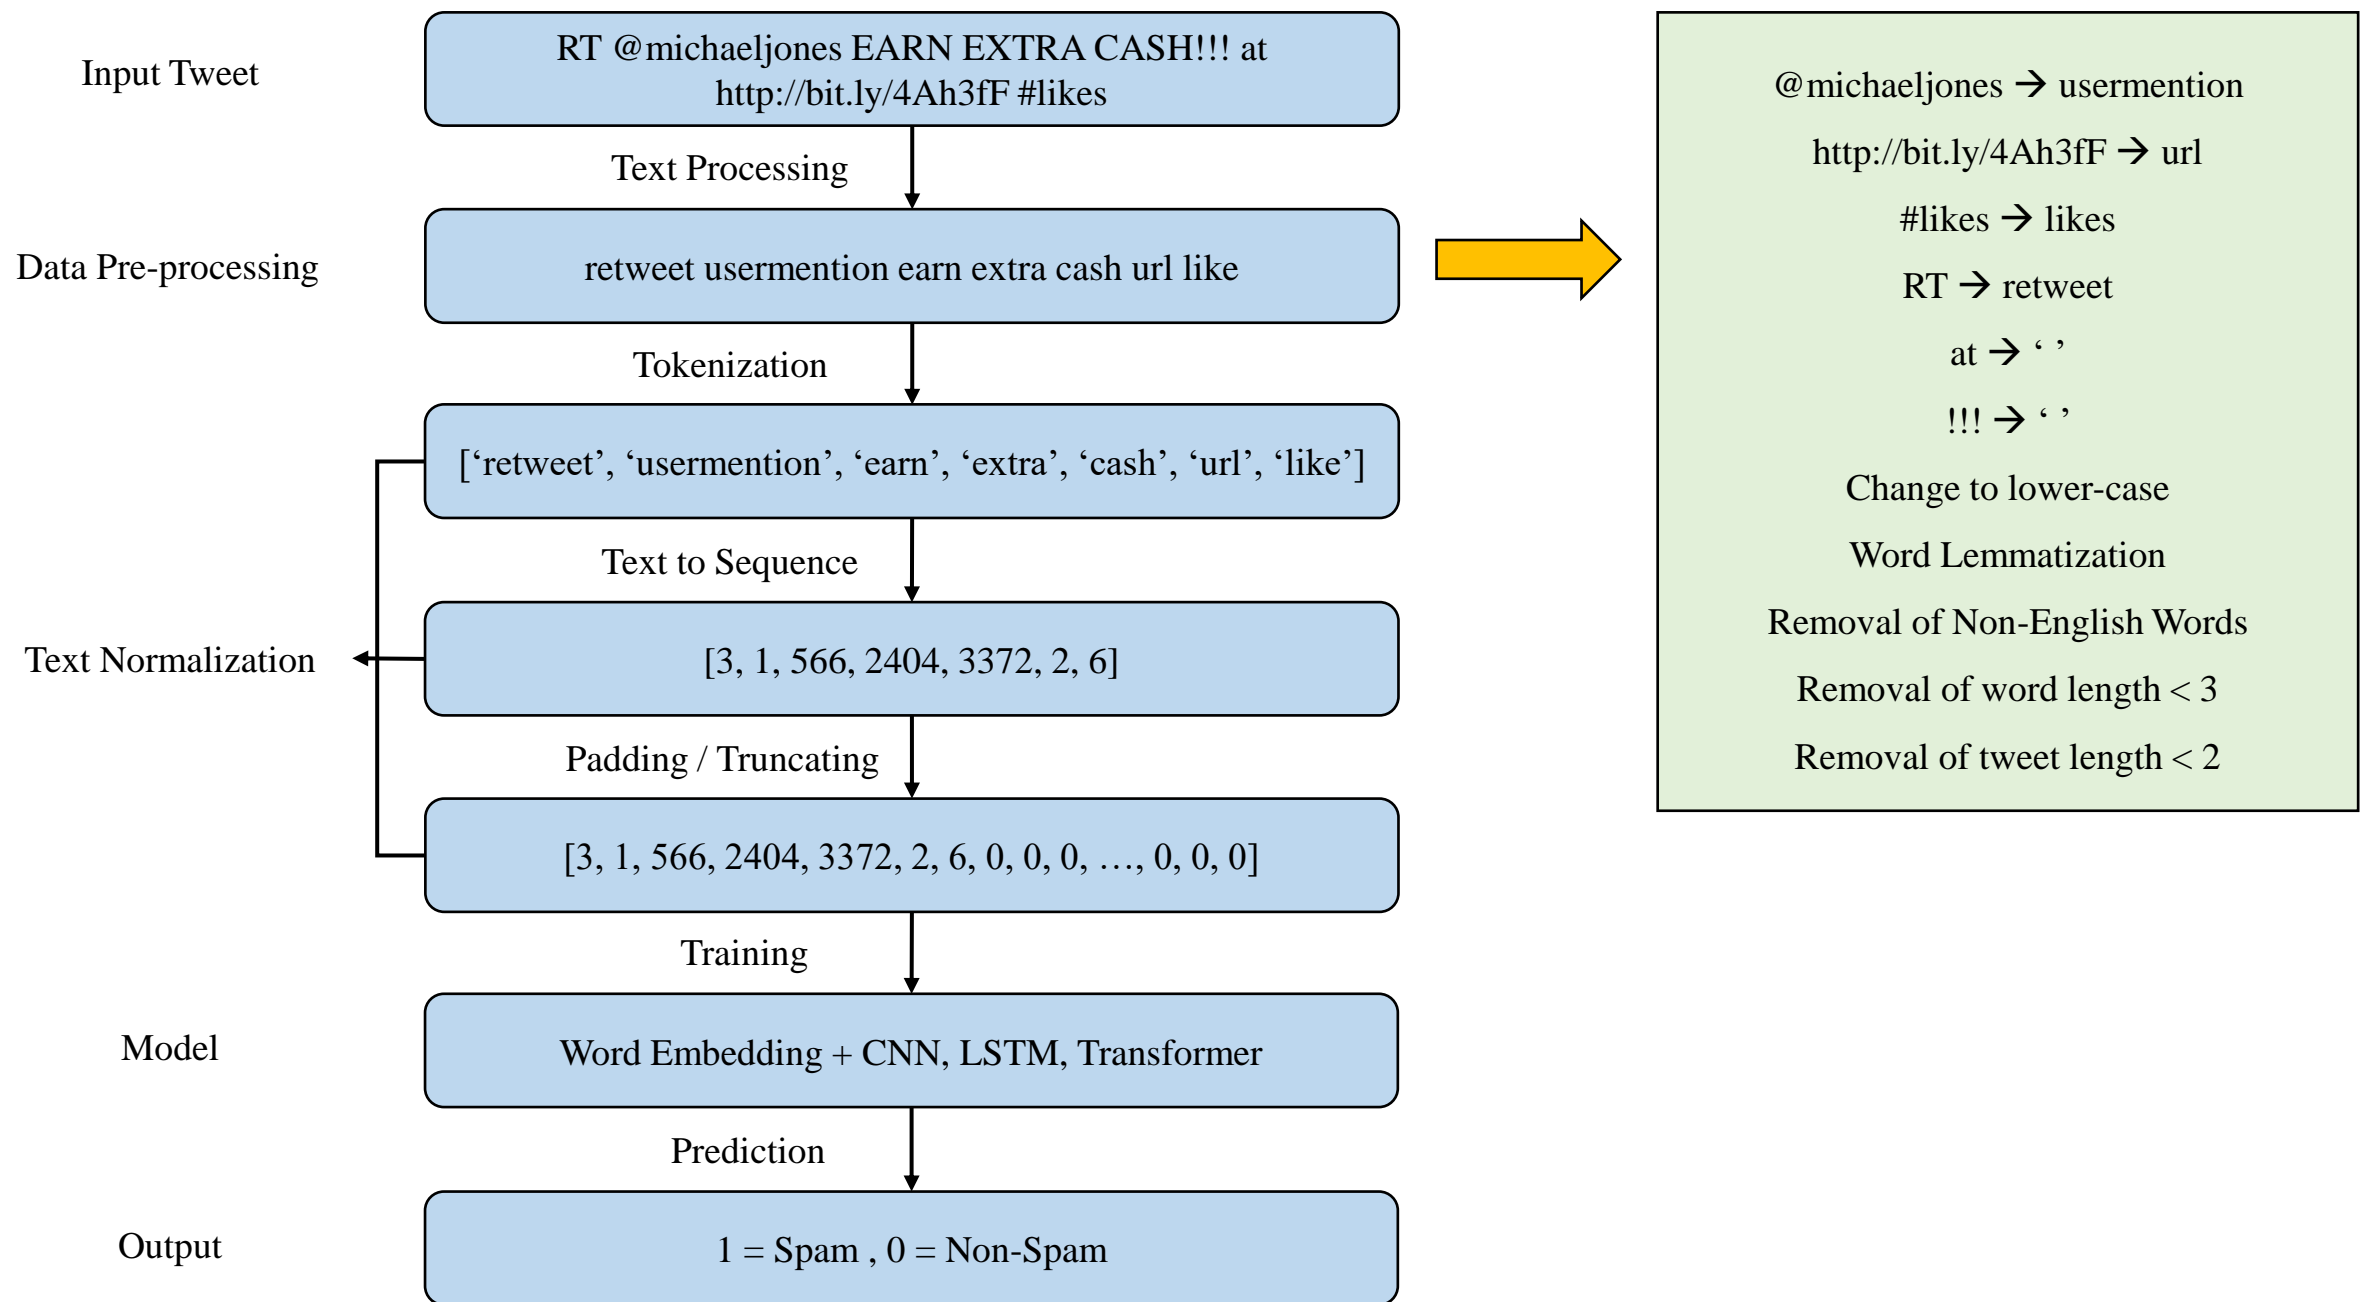 Input Tweet
RT @michaeljones EARN EXTRA CASH!!! at
http://bit.ly/4Ah3fF #likes
Text Processing
Data Pre-processing
retweet usermention earn extra cash url like
Tokenization
[‘retweet’, ‘usermention’, ‘earn’, ‘extra’, ‘cash’, ‘url’, ‘like’]
Text to Sequence
Text Normalization
[3, 1, 566, 2404, 3372, 2, 6]
Padding / Truncating
[3, 1, 566, 2404, 3372, 2, 6, 0, 0, 0, …, 0, 0, 0]
Training
Model
Word Embedding + CNN, LSTM, Transformer
Prediction
Output
1 = Spam , 0 = Non-Spam
@michaeljones → usermention
http://bit.ly/4Ah3fF → url
#likes → likes
RT → retweet
at → ‘ ’
!!! → ‘ ’
Change to lower-case
Word Lemmatization
Removal of Non-English Words
Removal of word length < 3
Removal of tweet length < 2